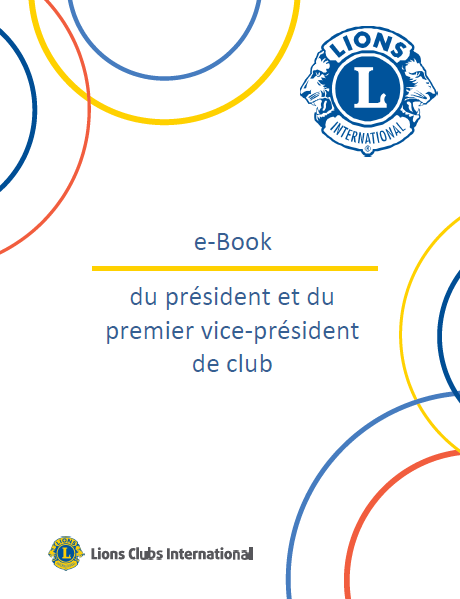 LIONS
L
INTERNATIONAL
®
e-Book
du président et du
premier vice-président
de club
Lions Clubs International